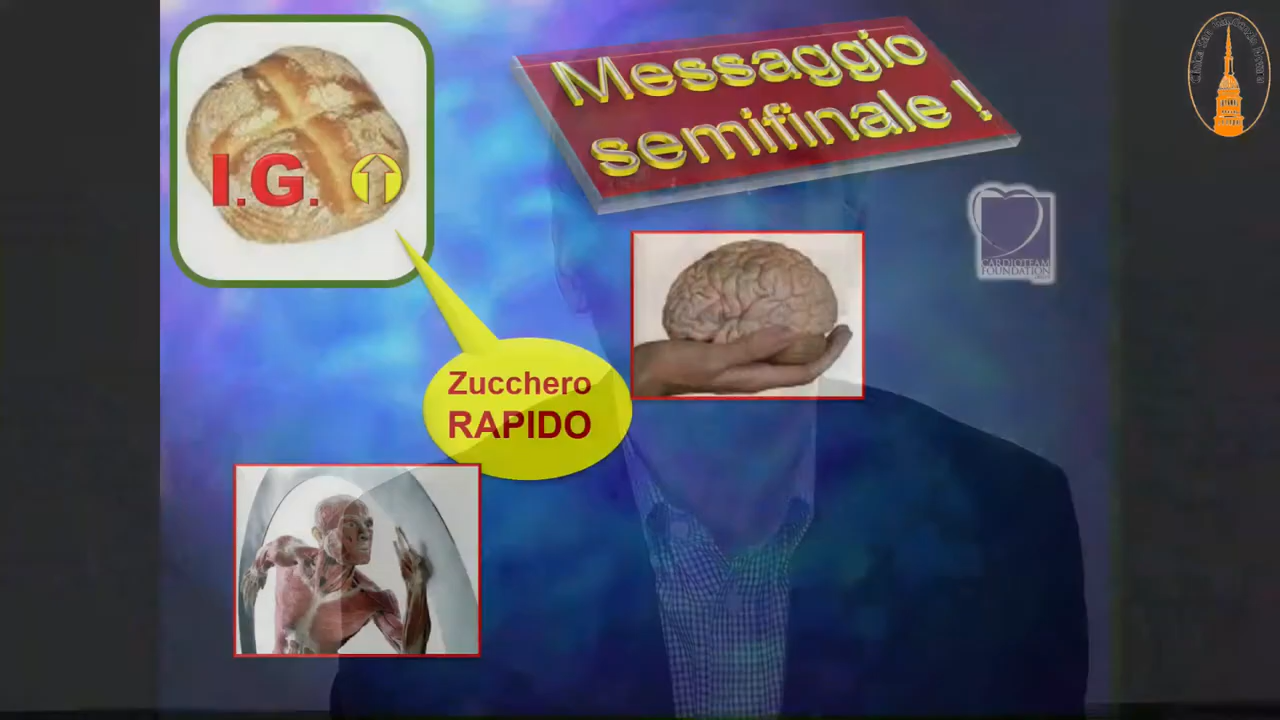 Messaggio
semifinale !
I.G.
CARDIOTEAM
FOUNDATION
Zucchero
RAPIDO